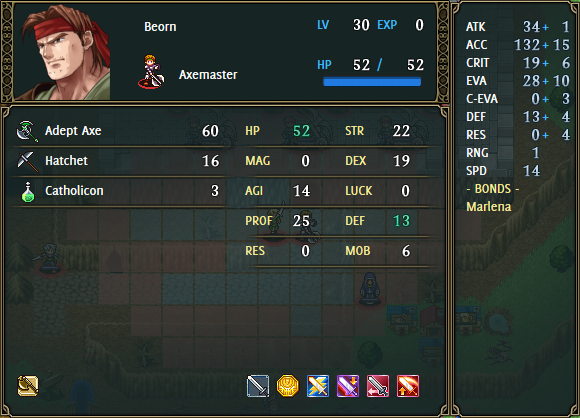 Beorn
LV 30 EXP 0
Axemaster
HP 52 / 52
Adept Axe 60
Hatchet 16
Catholicon 3
HP 52 STR 22
MAG 0 DEX 19
AGI 14 LUCK 0
PROF 25 DEF 13
RES 0 MOB 6
ATK 34+ 1
ACC 132+ 15
CRIT 19+ 6
EVA 28+ 10
C-EVA 0+ 3
DEF 13+ 4
RES 0+ 4
RNG 1
SPD 14
- BONDS -
Marlena